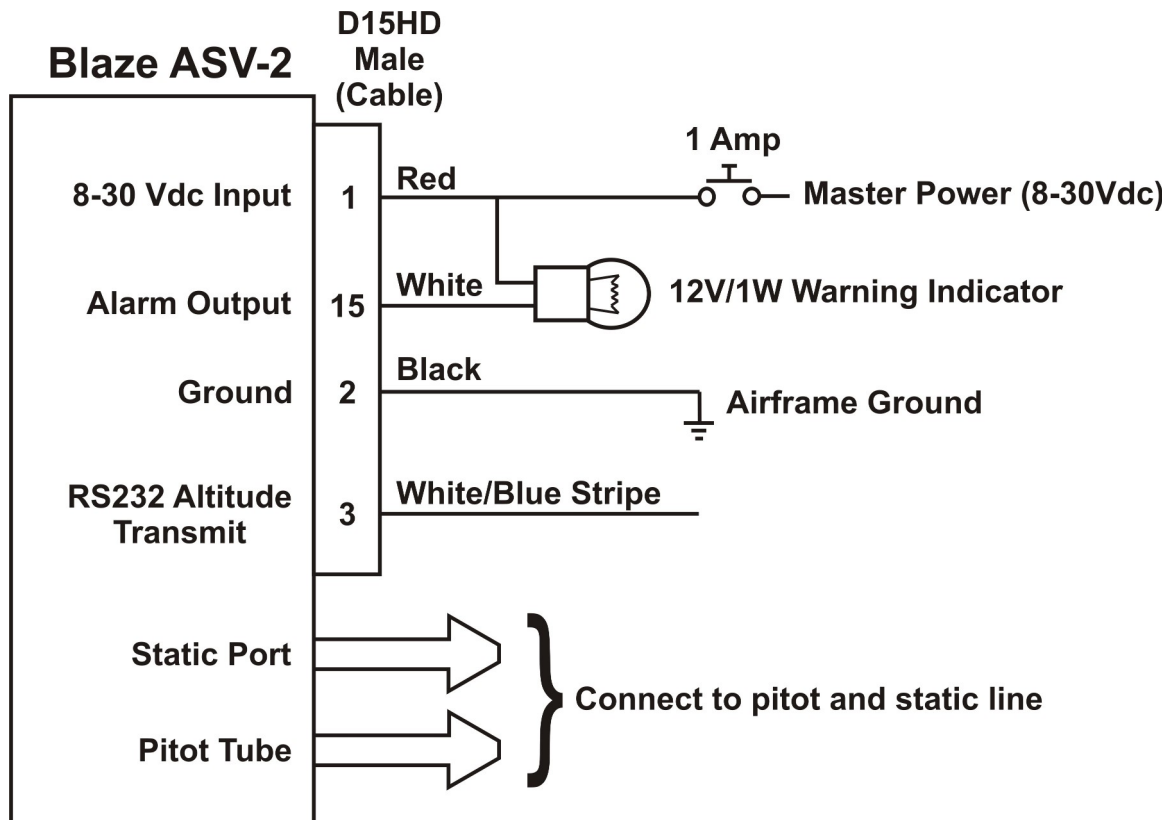 D15HD
Male
(Cable)
Blaze ASV-2
1 Amp
8-30 Vdc Input
1
Red
Master Power (8-30Vdc)
Alarm Output
15
White
12V/1W Warning Indicator
Ground
2
Black
Airframe Ground
RS232 Altitude
Transmit
3
White/Blue Stripe
Static Port
Connect to pitot and static line
Pitot Tube